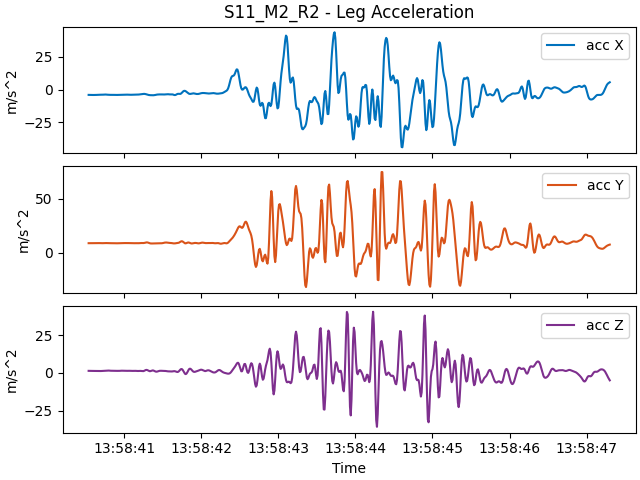 S11_M2_R2 - Leg Acceleration
acc X
25
0
−25
m/s^2
acc Y
50
0
m/s^2
acc Z
25
0
−25
m/s^2
13:58:41 13:58:42 13:58:43 13:58:44 13:58:45 13:58:46 13:58:47
Time